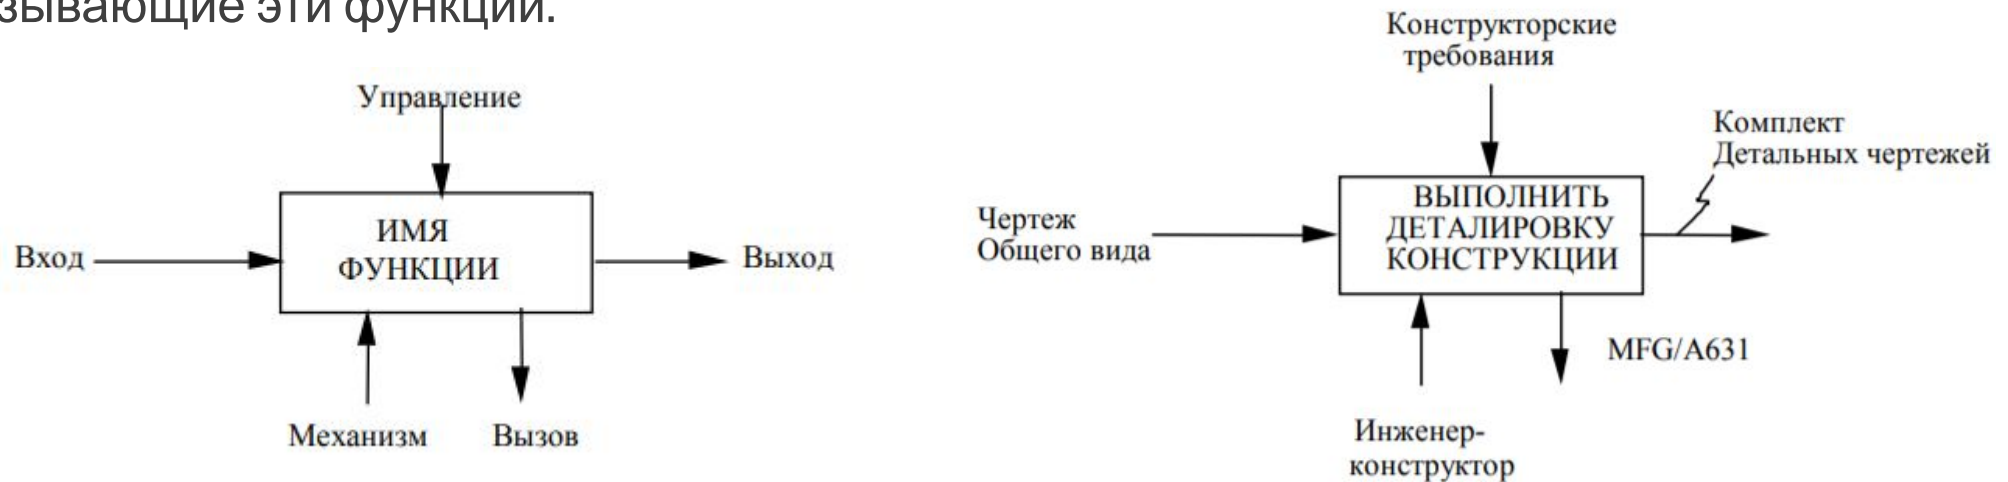 зывающие эти функции.
Управление
Вход
ИМЯ
ФУНКЦИИ
Выход
Механизм
Вызов
Конструкторские
требования
Комплект
Детальных чертежей
Чертеж
Общего вида
ВЫПОЛНИТЬ
ДЕТАЛИРОВКУ
КОНСТРУКЦИИ
MFG/A631
Инженер-
конструктор